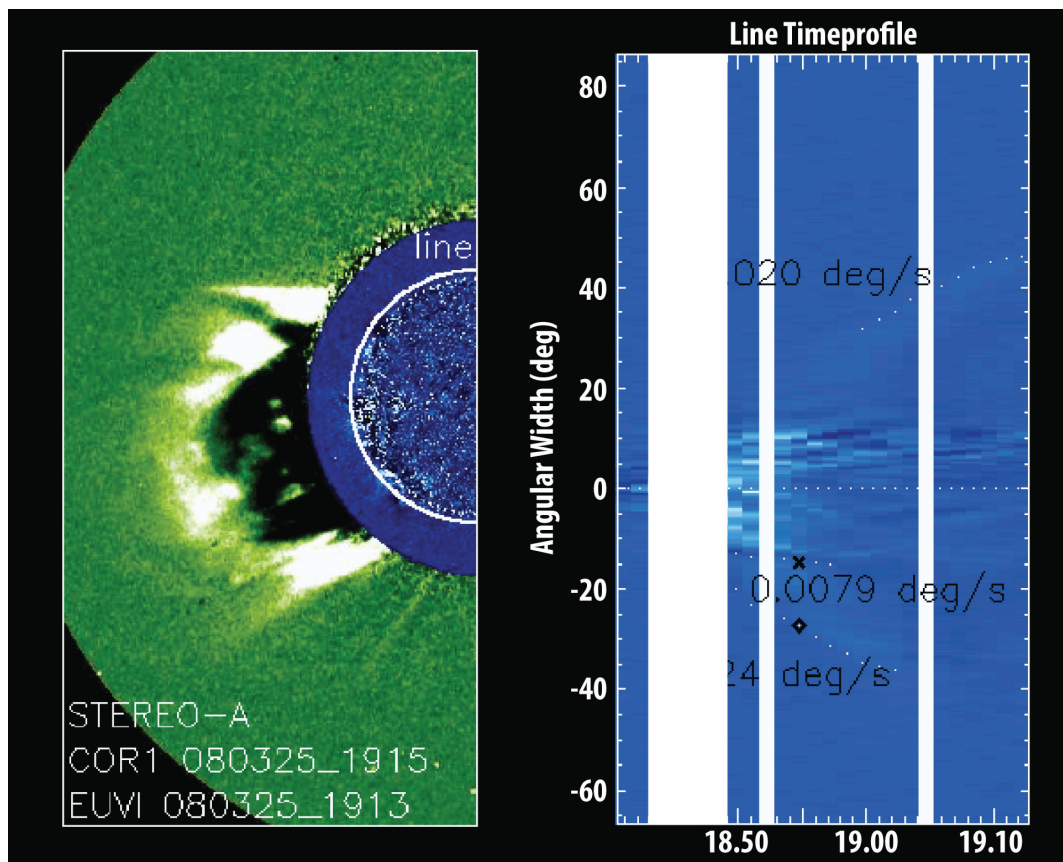 line
STEREO-A
COR1 080325_1915
EUVI 080325_1913
Line Timeprofile
Angular Width (deg)
80
60
40
20
0
-20
-40
-60
.020 deg/s
0.0079 deg/s
24 deg/s
18.50 19.00 19.10